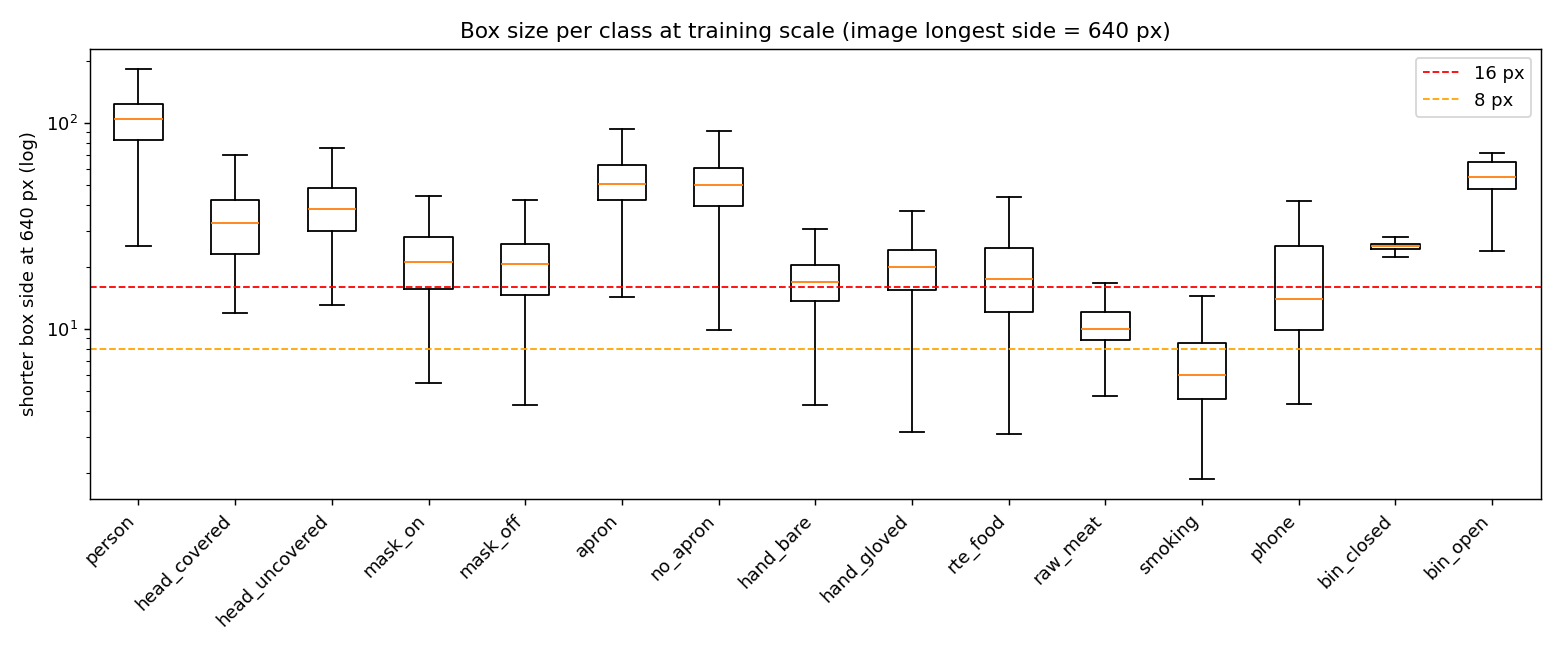 Box size per class at training scale (image longest side = 640 px)
shorter box side at 640 px (log)
10²
10¹
16 px
8 px
person
head_covered
head_uncovered
mask_on
mask_off
apron
no_apron
hand_bare
hand_gloved
rte_food
raw_meat
smoking
phone
bin_closed
bin_open